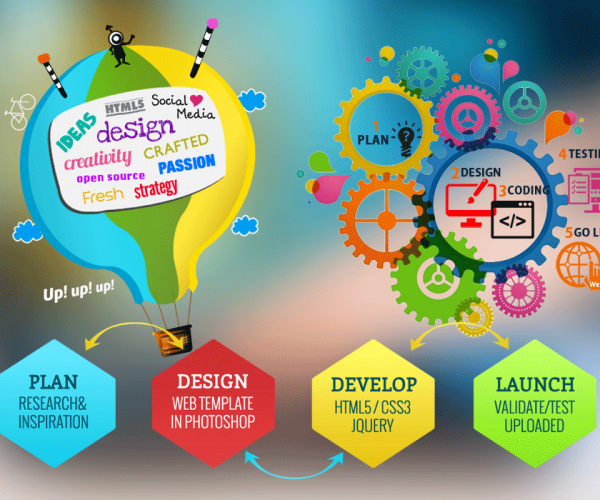 IDEAS
HTML5
Social
Media
design
creativity
CRAFTED
open source
PASSION
Fresh
strategy
Up! up! up!
1
PLAN
2 DESIGN
3 CODING
4 TESTI
5 GO L
We
PLAN
RESEARCH&
INSPIRATION
DESIGN
WEB TEMPLATE
IN PHOTOSHOP
DEVELOP
HTML5 / CSS3
JQUERY
LAUNCH
VALIDATE/TEST
UPLOADED